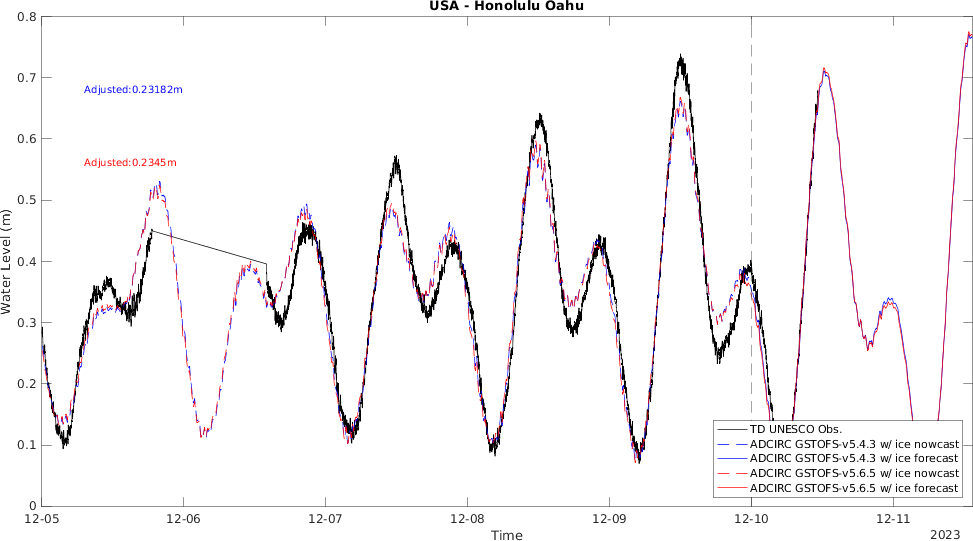 USA - Honolulu Oahu
0.8
0.7
0.6
0.5
0.4
0.3
0.2
0.1
0
Water Level (m)
Adjusted:0.23182m
Adjusted:0.2345m
TD UNESCO Obs.
ADCIRC GSTOFS-v5.4.3 w/ ice nowcast
ADCIRC GSTOFS-v5.4.3 w/ ice forecast
ADCIRC GSTOFS-v5.6.5 w/ ice nowcast
ADCIRC GSTOFS-v5.6.5 w/ ice forecast
12-05 12-06 12-07 12-08 12-09 12-10 12-11
Time
2023